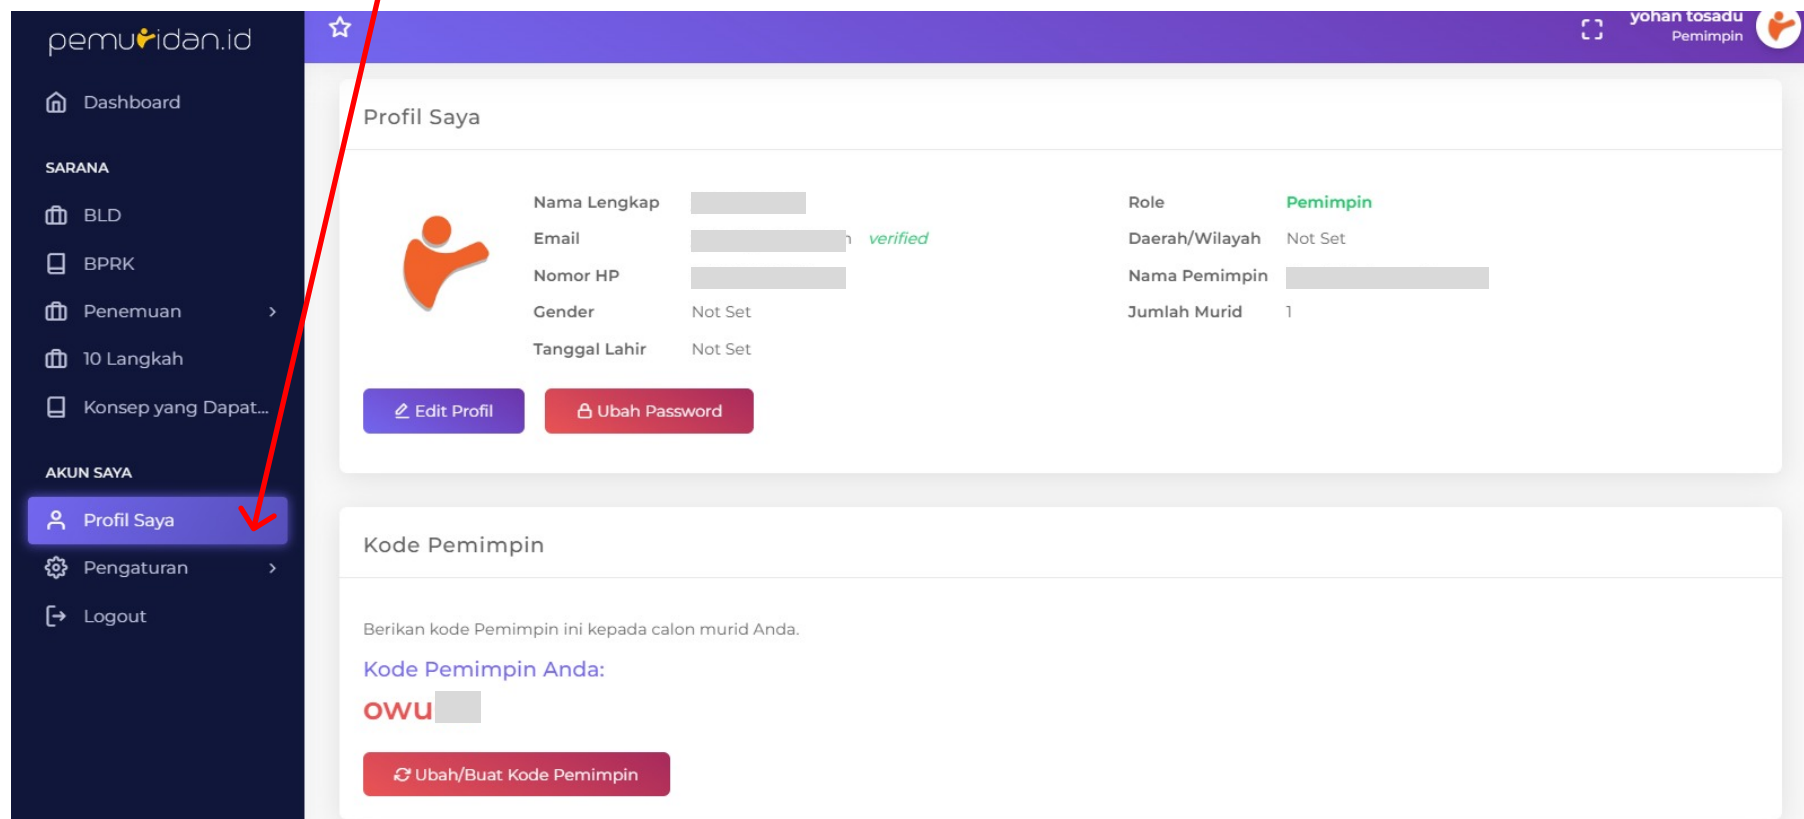 pemuridan.id
Dashboard
SARANA
BLD
BPRK
Penemuan
10 Langkah
Konsep yang Dapat...
AKUN SAYA
Profil Saya
Pengaturan
Logout
yohan tosadu
Pemimpin
Profil Saya
Nama Lengkap
Email verified
Nomor HP
Gender Not Set
Tanggal Lahir Not Set
Role Pemimpin
Daerah/Wilayah Not Set
Nama Pemimpin
Jumlah Murid 1
Edit Profil
Ubah Password
Kode Pemimpin
Berikan kode Pemimpin ini kepada calon murid Anda.
Kode Pemimpin Anda:
owu
Ubah/Buat Kode Pemimpin